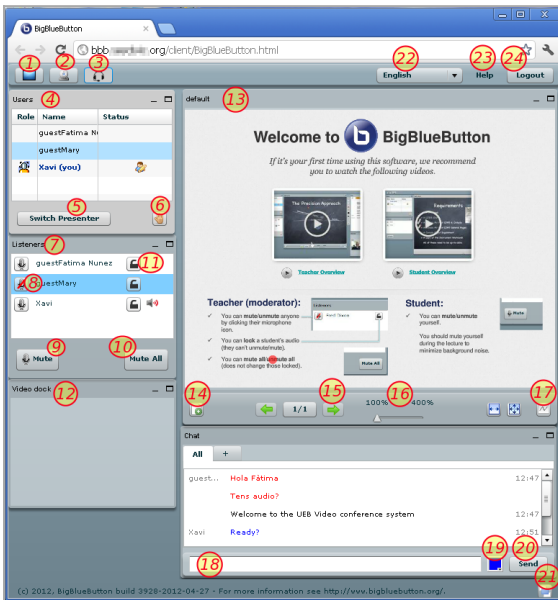 BigBlueButton
bbb org/client/BigBlueButton.html
1
2
3
22
23
24
English
Help
Logout
Users
4
Role Name Status
guestFatima Nu
guestMary
Xavi (you)
5
6
Switch Presenter
Listeners
7
guestFatima Nunez
11
8
guestMary
Xavi
9
10
Mute
Mute All
Video dock
12
default
13
Welcome to BigBlueButton
If it's your first time using this software, we recommend
you to watch the following videos.
The Precision Approach
Requirements
Teacher Overview
Student Overview
Teacher (moderator):
You can mute/unmute anyone
by clicking their microphone
icon.
You can lock a student's audio
(they can't unmute/mute).
You can mute all/unmute all
(does not change those locked).
Listeners
Mute All
Student:
You can mute/unmute
yourself.
You should mute yourself
during the lecture to
minimize background noise.
Mute
14
15
16
17
1/1
100%
400%
Chat
All +
guest... Hola Fátima 12:47
Tens audio?
Welcome to the UEB Video conference system 12:47
Xavi Ready? 12:51
18
19
20
Send
21
(c) 2012, BigBlueButton build 3928-2012-04-27 - For more information see http://www.bigbluebutton.org/.